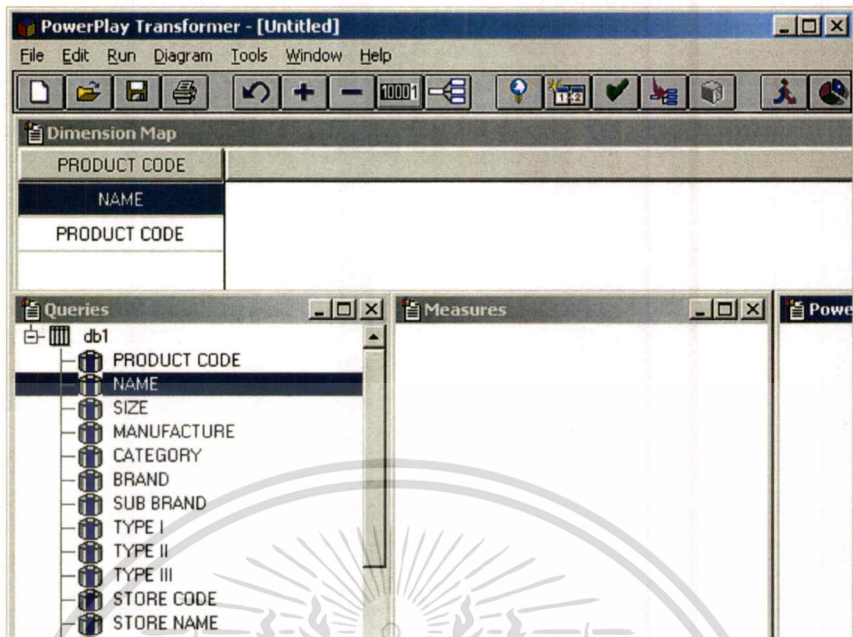 PowerPlay Transformer - [Untitled]
File Edit Run Diagram Tools Window Help
10001
1 2
Dimension Map
PRODUCT CODE
NAME
PRODUCT CODE
Queries
Measures
Powe
db1
PRODUCT CODE
NAME
SIZE
MANUFACTURE
CATEGORY
BRAND
SUB BRAND
TYPE I
TYPE II
TYPE III
STORE CODE
STORE NAME